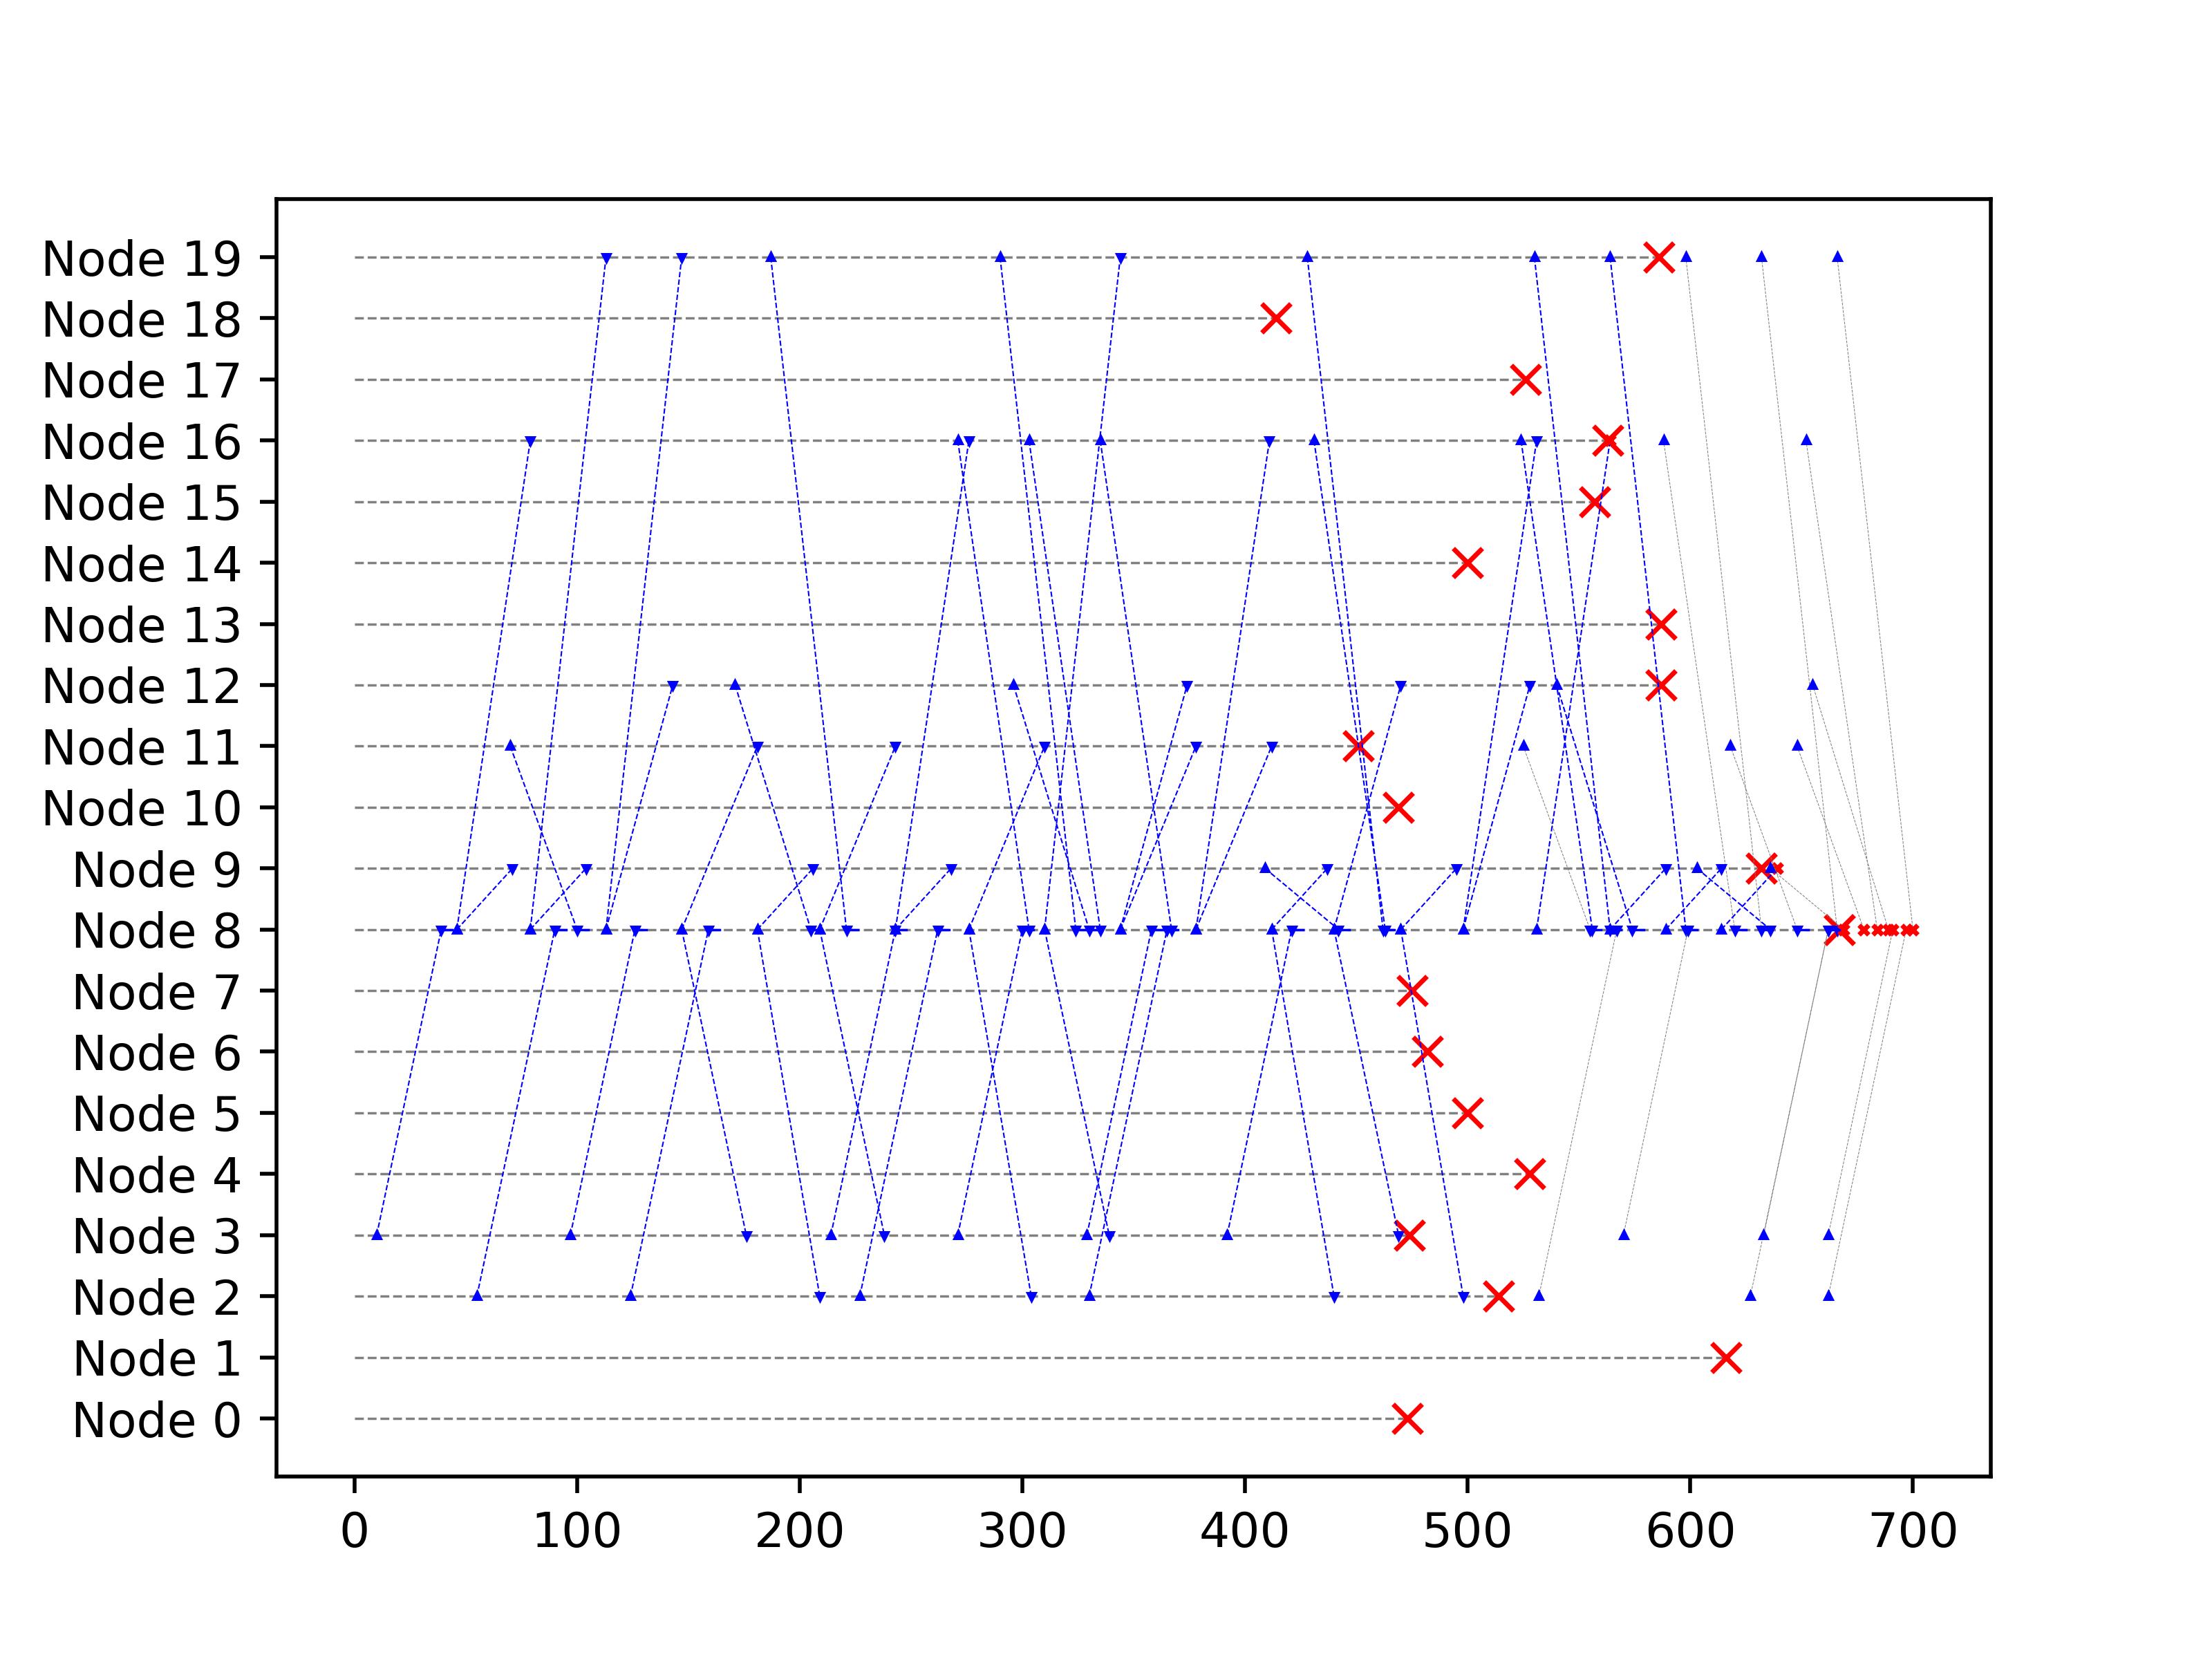 Node 19
Node 18
Node 17
Node 16
Node 15
Node 14
Node 13
Node 12
Node 11
Node 10
Node 9
Node 8
Node 7
Node 6
Node 5
Node 4
Node 3
Node 2
Node 1
Node 0
0 100 200 300 400 500 600 700